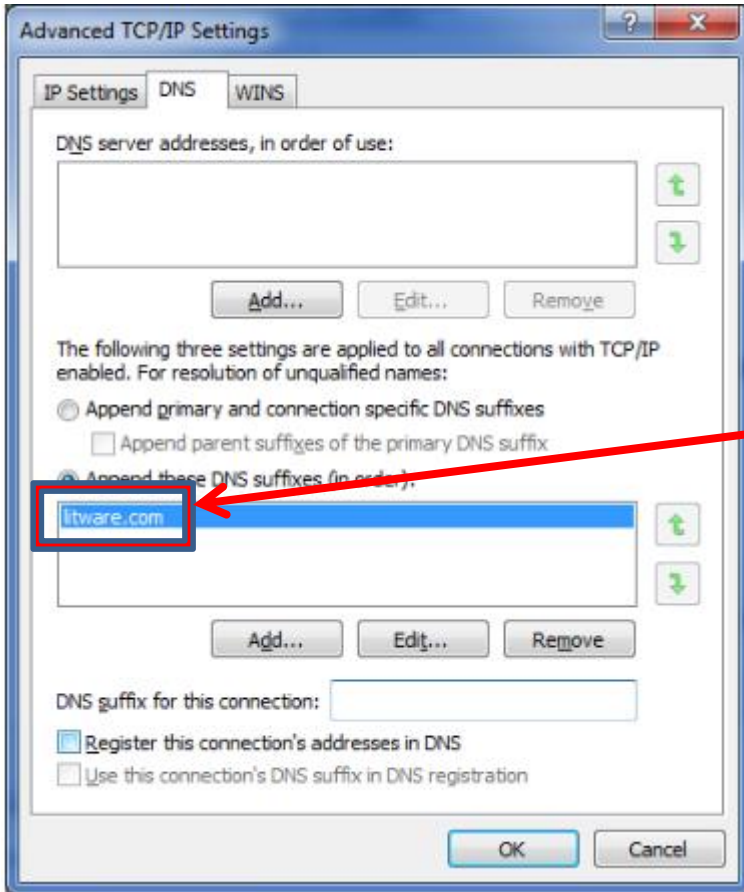 Advanced TCP/IP Settings
IP Settings DNS WINS
DNS server addresses, in order of use:
Add... Edit... Remove
The following three settings are applied to all connections with TCP/IP
enabled. For resolution of unqualified names:
Append primary and connection specific DNS suffixes
Append parent suffixes of the primary DNS suffix
Append these DNS suffixes (in order):
litware.com
Add... Edit... Remove
DNS suffix for this connection:
Register this connection's addresses in DNS
Use this connection's DNS suffix in DNS registration
OK Cancel